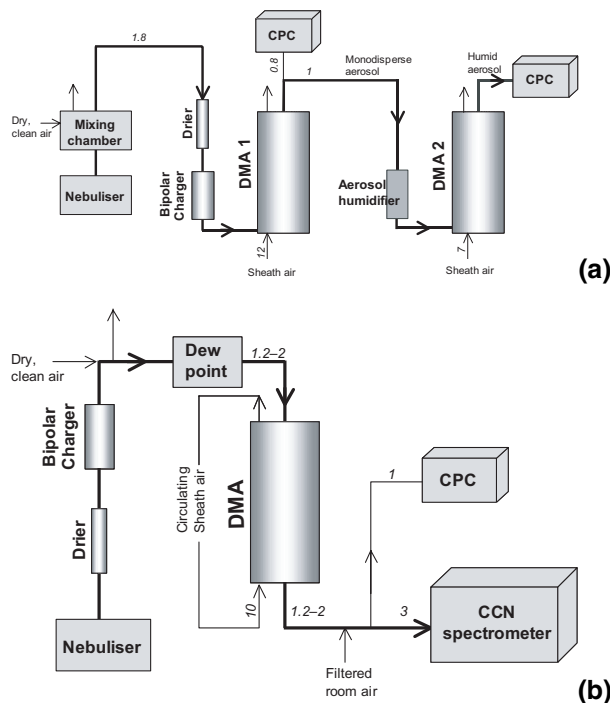 CPC
1.8
0.8
1
Monodisperse
aerosol
Humid
aerosol
CPC
Dry,
clean air
Mixing
chamber
Drier
DMA 1
DMA 2
Nebuliser
Bipolar
Charger
Aerosol
humidifier
12
Sheath air
7
Sheath air
(a)
Dry,
clean air
Dew
point
1.2–2
Bipolar
Charger
Circulating
Sheath air
DMA
1
CPC
Drier
10
1.2–2
3
CCN
spectrometer
Nebuliser
Filtered
room air
(b)